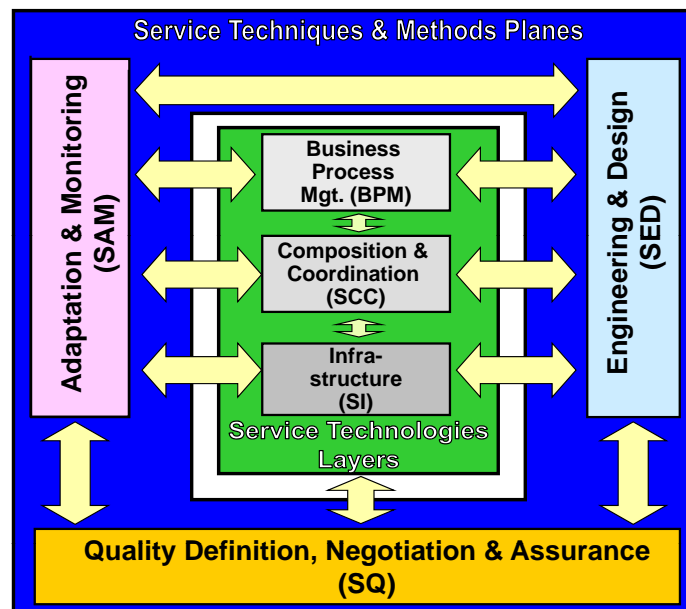 Service Techniques & Methods Planes
Adaptation & Monitoring
(SAM)
Business
Process
Mgt. (BPM)
Composition &
Coordination
(SCC)
Infra-
structure
(SI)
Service Technologies
Layers
Engineering & Design
(SED)
Quality Definition, Negotiation & Assurance
(SQ)